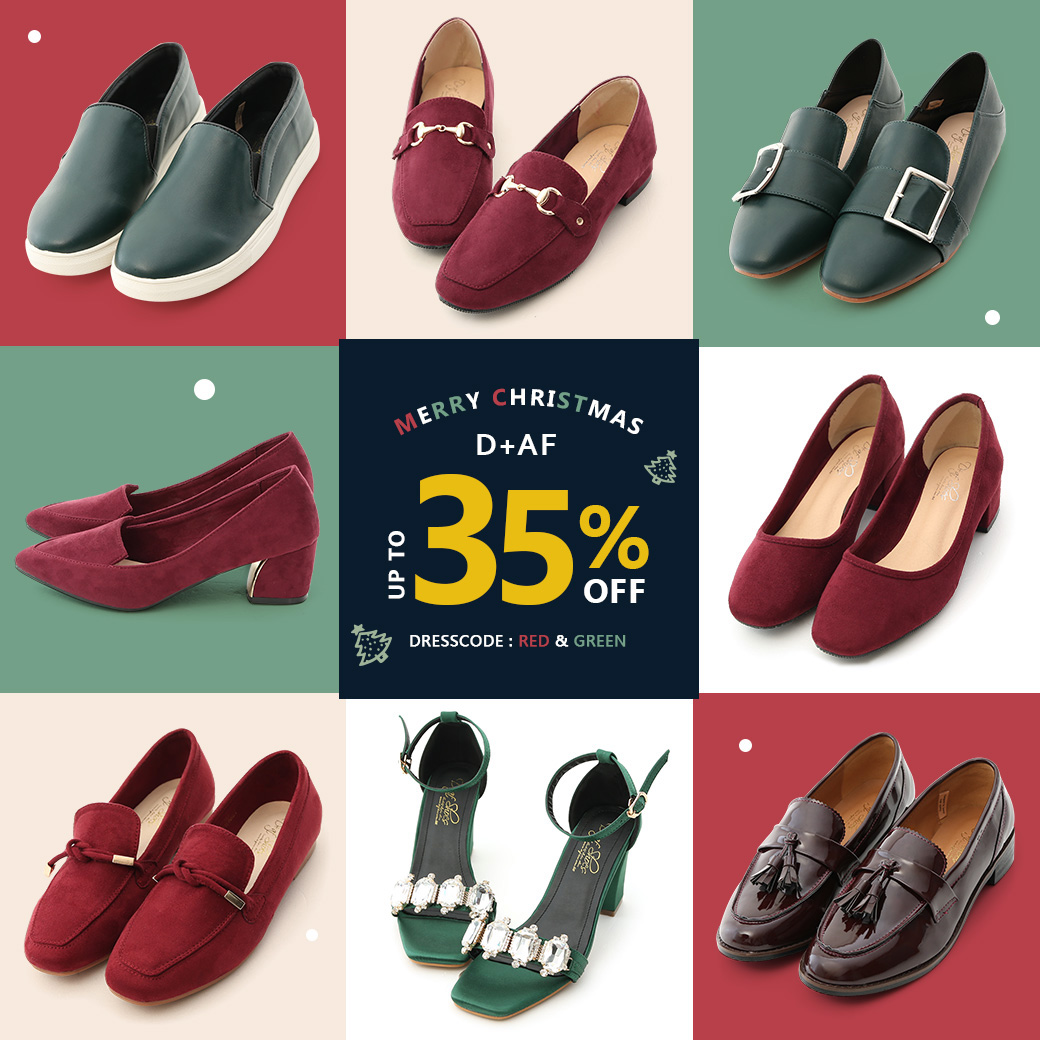 MERRY CHRISTMAS
D+AF
UP TO
35%
OFF
DRESSCODE : RED & GREEN